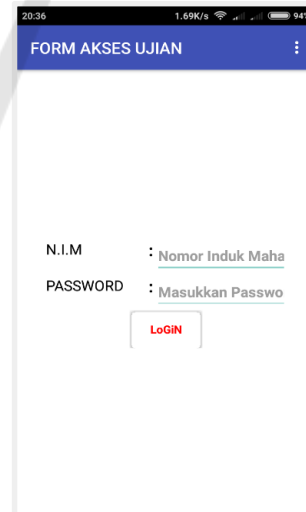 20:36 1.69K/s 94%
FORM AKSES UJIAN
N.I.M : Nomor Induk Maha
PASSWORD : Masukkan Passwo
LoGiN